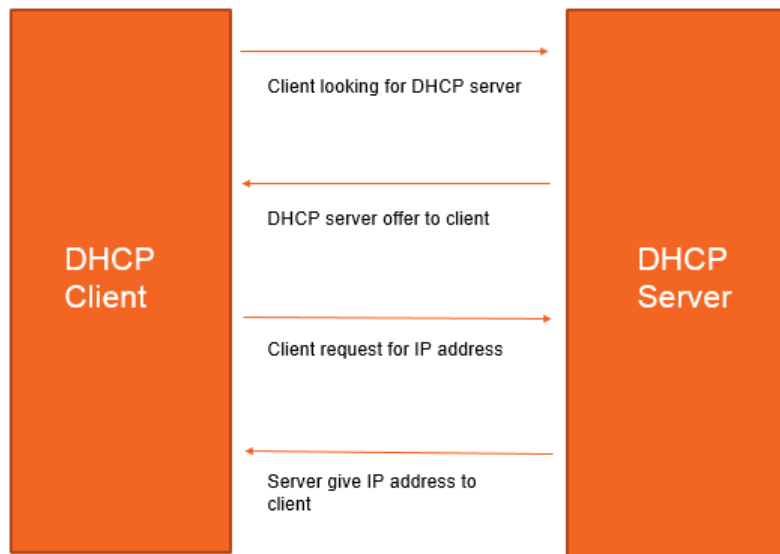 Client looking for DHCP server
DHCP server offer to client
DHCP
Client
DHCP
Server
Client request for IP address
Server give IP address to
client